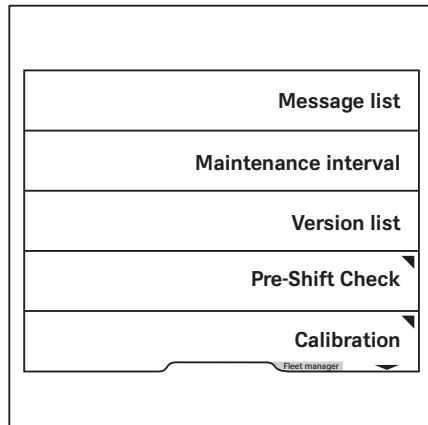 Message list
Maintenance interval
Version list
Pre-Shift Check
Calibration
Fleet manager